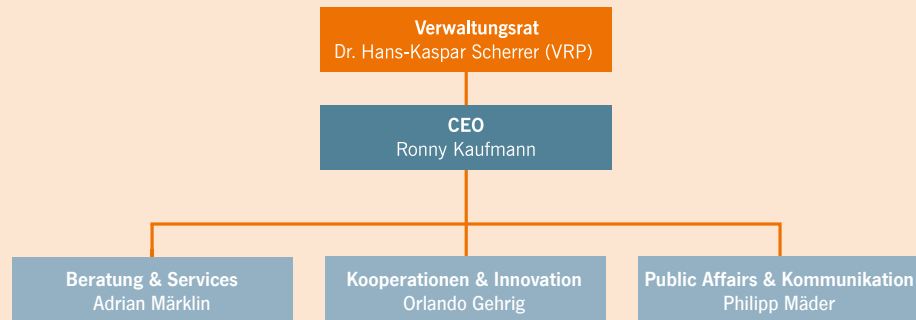 Verwaltungsrat
Dr. Hans-Kaspar Scherrer (VRP)
CEO
Ronny Kaufmann
Beratung & Services
Adrian Märklin
Kooperationen & Innovation
Orlando Gehrig
Public Affairs & Kommunikation
Philipp Mäder